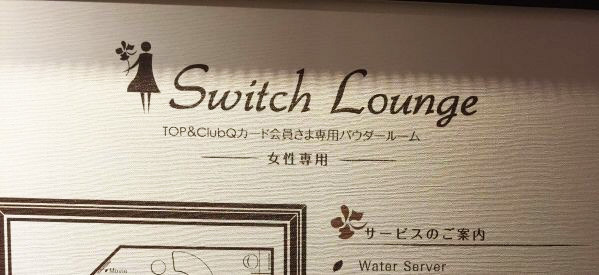 Switch Lounge
TOP&ClubQカード会員さま専用パウダールーム
女性専用
サービスのご案内
Water Server
Movie